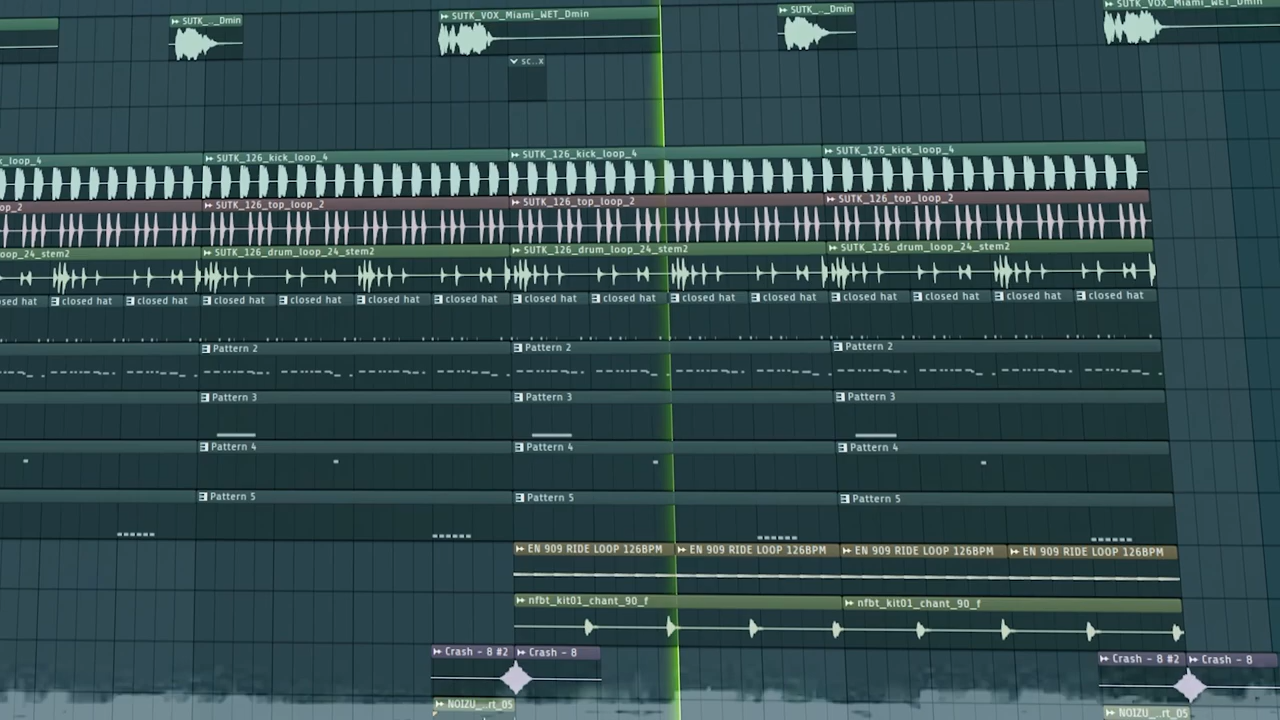 SUTK_VOX_Miami_WET_Dmin
SUTK_VOX_Miami_WET_Dmin
SUTK_.._Dmin
SUTK_.._Dmin
sc..x
k_loop_4
SUTK_126_kick_loop_4
SUTK_126_kick_loop_4
SUTK_126_kick_loop_4
op_2
SUTK_126_top_loop_2
SUTK_126_top_loop_2
SUTK_126_top_loop_2
oop_24_stem2
SUTK_126_drum_loop_24_stem2
SUTK_126_drum_loop_24_stem2
SUTK_126_drum_loop_24_stem2
sed hat closed hat closed hat closed hat closed hat closed hat closed hat closed hat closed hat closed hat closed hat closed hat closed hat closed hat closed hat
Pattern 2 Pattern 2 Pattern 2
Pattern 3 Pattern 3 Pattern 3
Pattern 4 Pattern 4 Pattern 4
Pattern 5 Pattern 5 Pattern 5
EN 909 RIDE LOOP 126BPM EN 909 RIDE LOOP 126BPM EN 909 RIDE LOOP 126BPM EN 909 RIDE LOOP 126BPM
nfbt_kit01_chant_90_f nfbt_kit01_chant_90_f
Crash - 8 #2 Crash - 8 Crash - 8 #2 Crash - 8
NOIZU_..rt_05 NOIZU_..rt_05